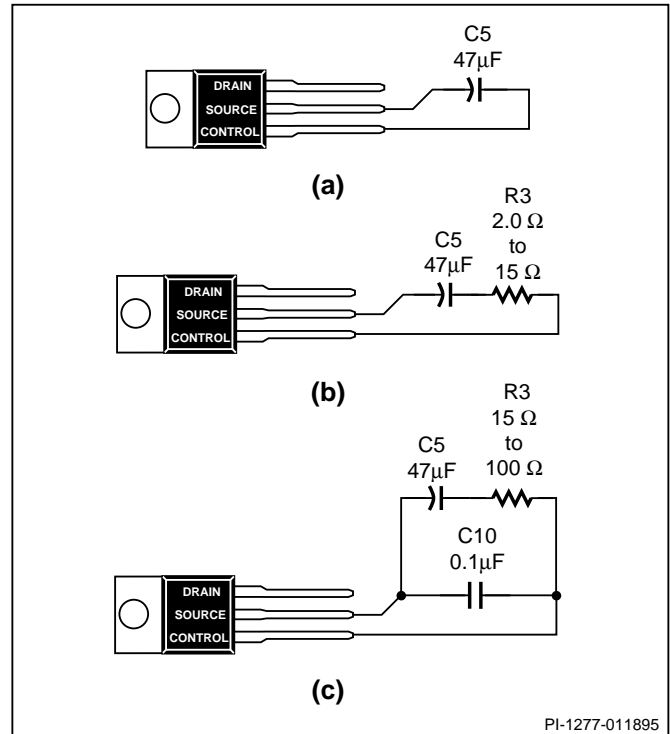 C5
47µF
DRAIN
SOURCE
CONTROL
(a)
R3
2.0 Ω
to
15 Ω
C5
47µF
DRAIN
SOURCE
CONTROL
(b)
R3
15 Ω
to
100 Ω
C5
47µF
C10
0.1µF
DRAIN
SOURCE
CONTROL
(c)
PI-1277-011895